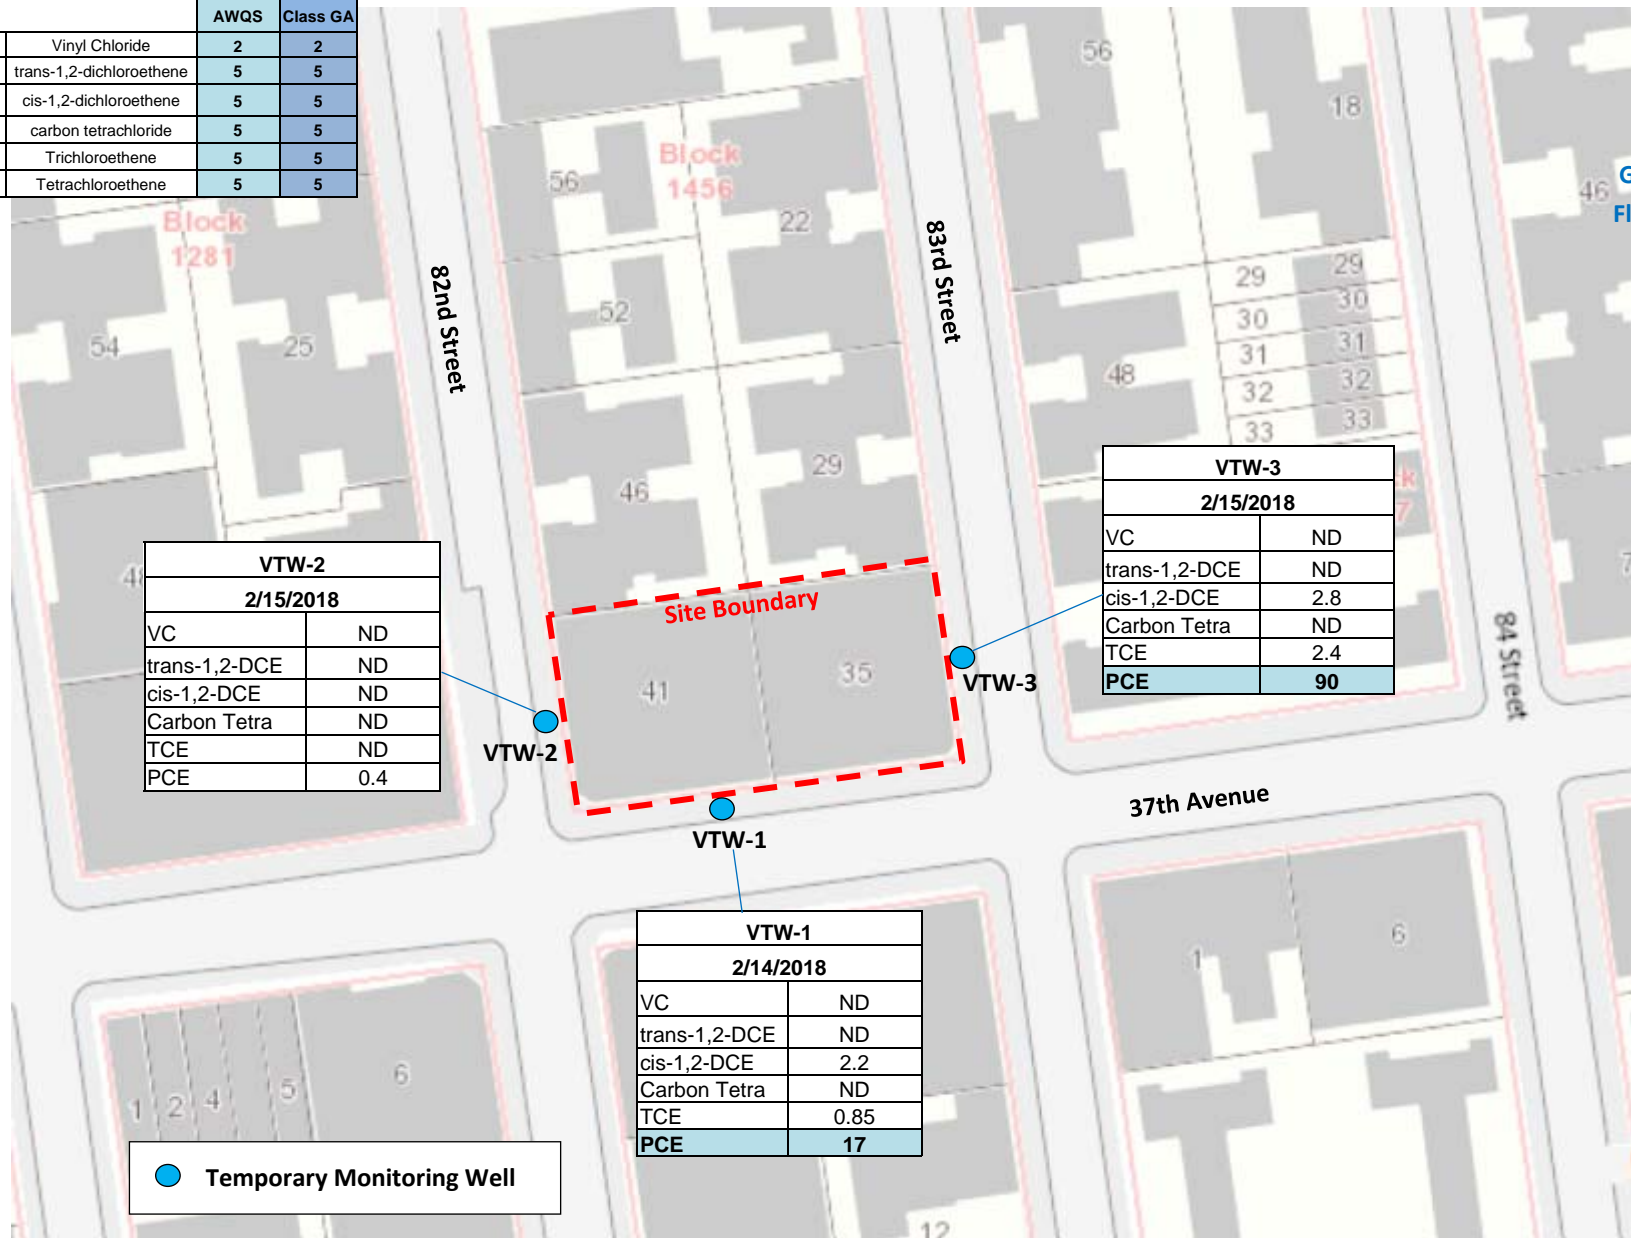 AWQS Class GA
Vinyl Chloride 2 2
trans-1,2-dichloroethene 5 5
cis-1,2-dichloroethene 5 5
carbon tetrachloride 5 5
Trichloroethene 5 5
Tetrachloroethene 5 5
56
18
Block
1456
56
22
46
Block
1281
82nd Street
83rd Street
29 29
30 30
31 31
32 32
33 33
54
25
52
48
46
29
VTW-3
2/15/2018
VC ND
trans-1,2-DCE ND
cis-1,2-DCE 2.8
Carbon Tetra ND
TCE 2.4
PCE 90
VTW-2
2/15/2018
VC ND
trans-1,2-DCE ND
cis-1,2-DCE ND
Carbon Tetra ND
TCE ND
PCE 0.4
Site Boundary
41
35
VTW-3
VTW-2
VTW-1
84 Street
37th Avenue
VTW-1
2/14/2018
VC ND
trans-1,2-DCE ND
cis-1,2-DCE 2.2
Carbon Tetra ND
TCE 0.85
PCE 17
1
6
1
2
4
5
6
12
Temporary Monitoring Well